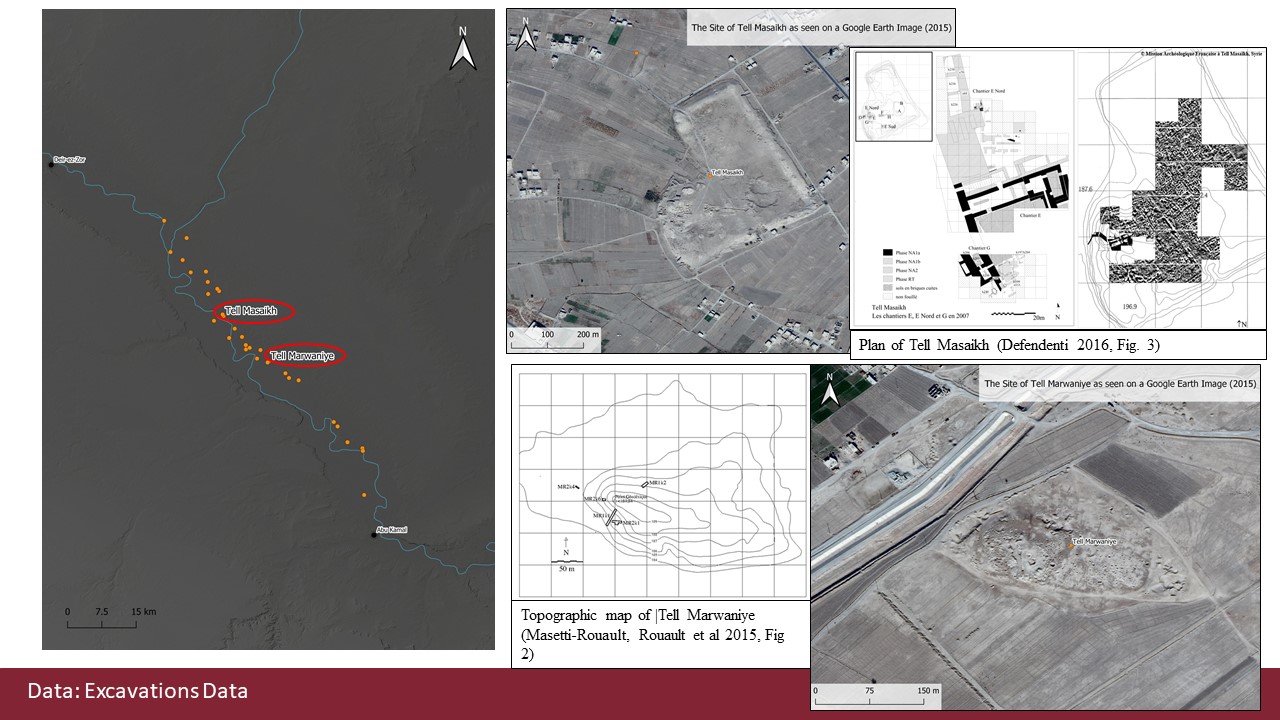 N
Deir-ez-Zor
Tell Masaikh
Tell Marwaniye
Abu Kamal
0 7.5 15 km
The Site of Tell Masaikh as seen on a Google Earth Image (2015)
N
Tell Masaikh
0 100 200 m
© Mission Archéologique Française à Tell Masaikh, Syrie
E Nord
Chantier E Nord
Chantier E
Chantier G
Phase NA1a
Phase NA1b
Phase NA2
Phase RT
sols en briques cuites
non fouillé
Tell Masaikh
Les chantiers E, E Nord et G en 2007
20m
N
187.6
196.9
N
Plan of Tell Masaikh (Defendenti 2016, Fig. 3)
MR2k4
MR1k2
MR2k6
MR2k1
N
50 m
Topographic map of |Tell Marwaniye
(Masetti-Rouault, Rouault et al 2015, Fig
2)
The Site of Tell Marwaniye as seen on a Google Earth Image (2015)
N
Tell Marwaniye
0 75 150 m
Data: Excavations Data